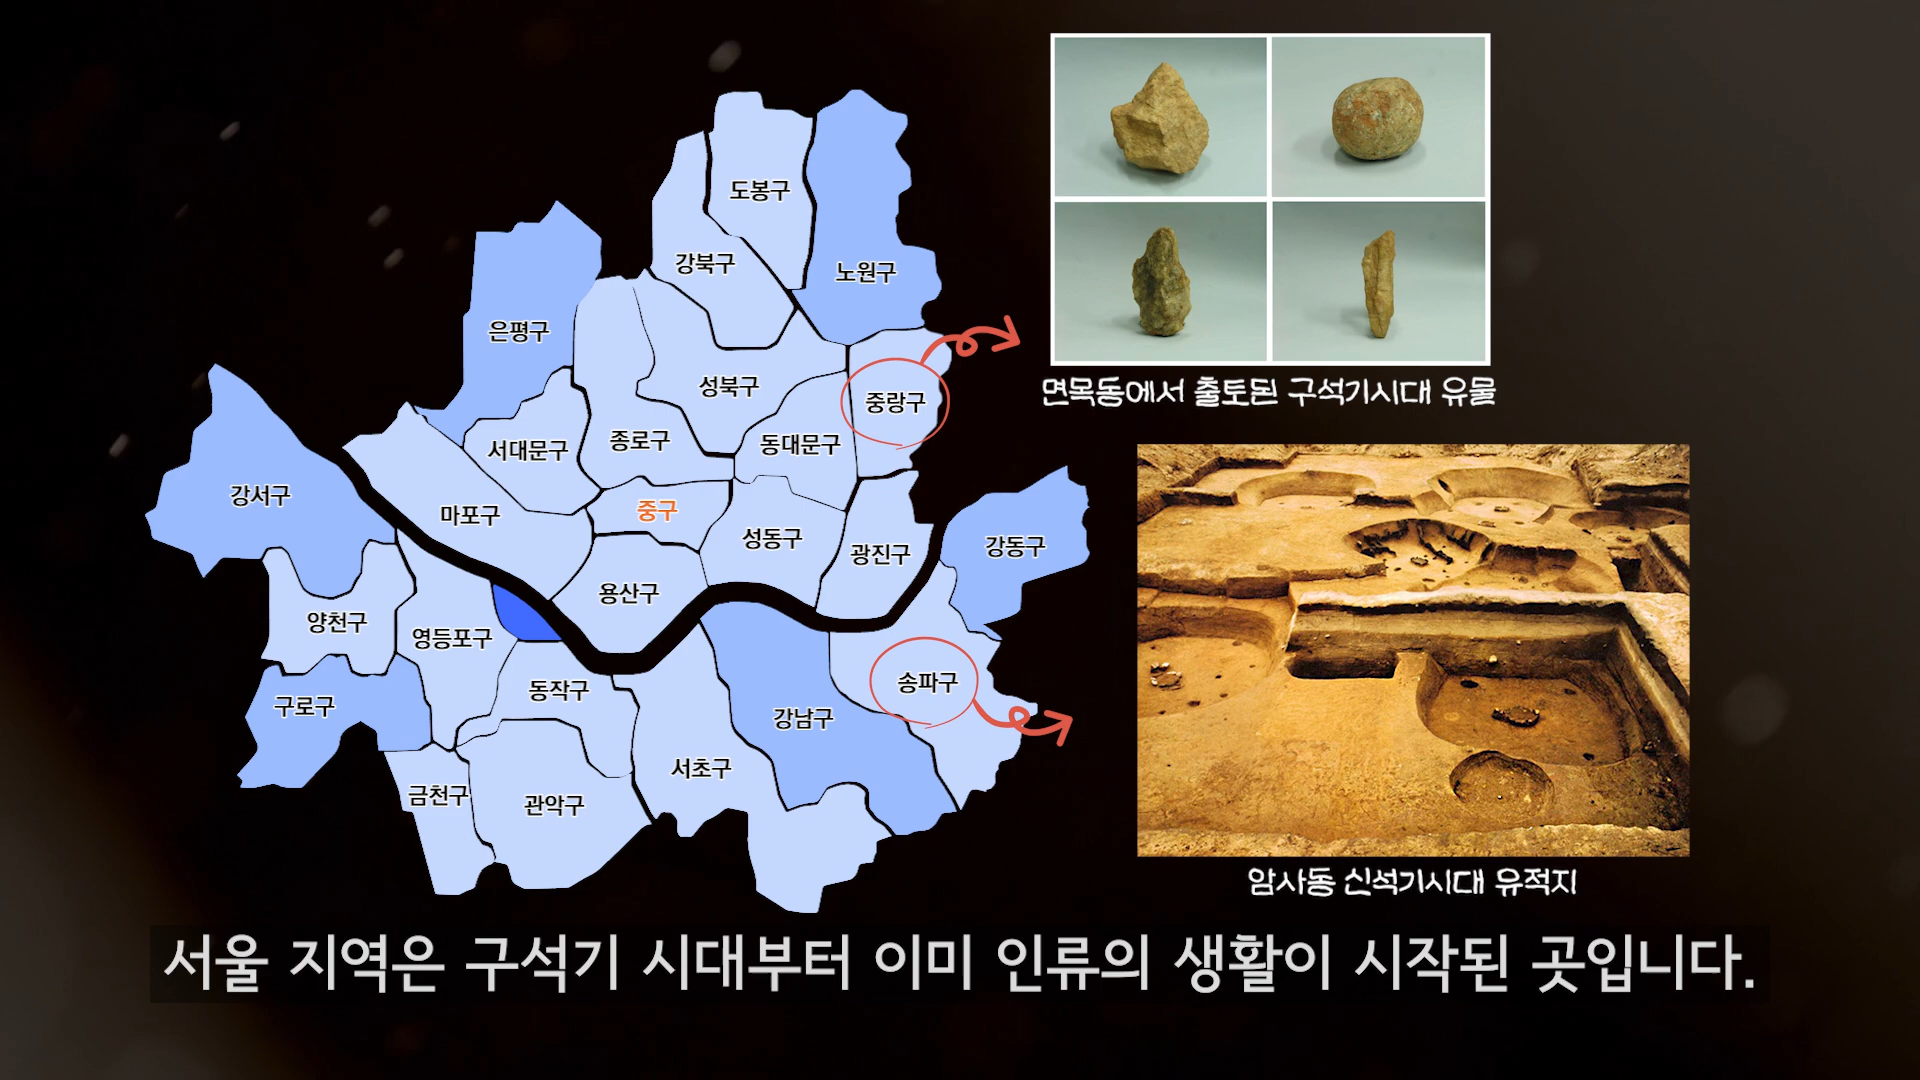 도봉구
강북구
노원구
은평구
성북구
중랑구
서대문구
종로구
동대문구
강서구
마포구
중구
성동구
광진구
강동구
용산구
양천구
영등포구
동작구
송파구
구로구
강남구
서초구
금천구
관악구
면목동에서 출토된 구석기시대 유물
암사동 신석기시대 유적지
서울 지역은 구석기 시대부터 이미 인류의 생활이 시작된 곳입니다.